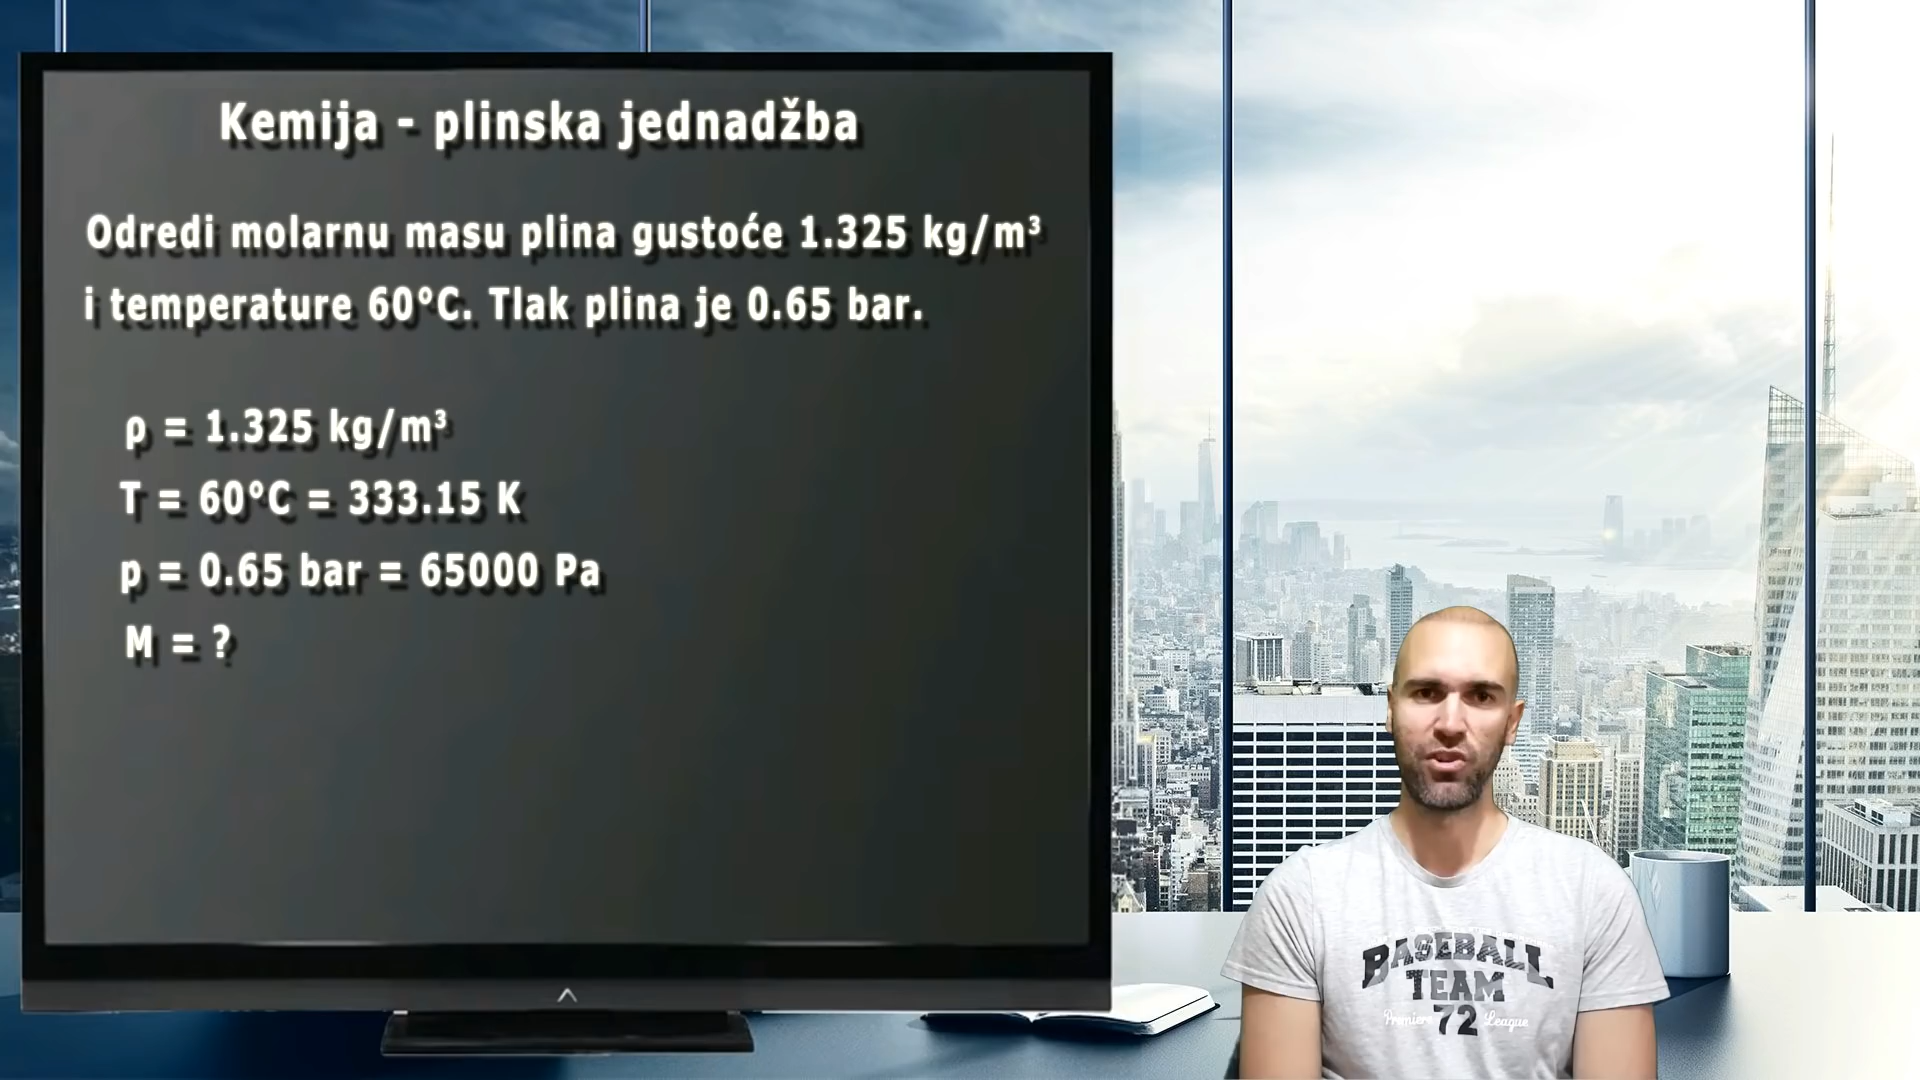 Kemija - plinska jednadžba
Odredi molarnu masu plina gustoće 1.325 kg/m³
i temperature 60°C. Tlak plina je 0.65 bar.
ρ = 1.325 kg/m³
T = 60°C = 333.15 K
p = 0.65 bar = 65000 Pa
M = ?
BASEBALL
TEAM
Premiere 72 League